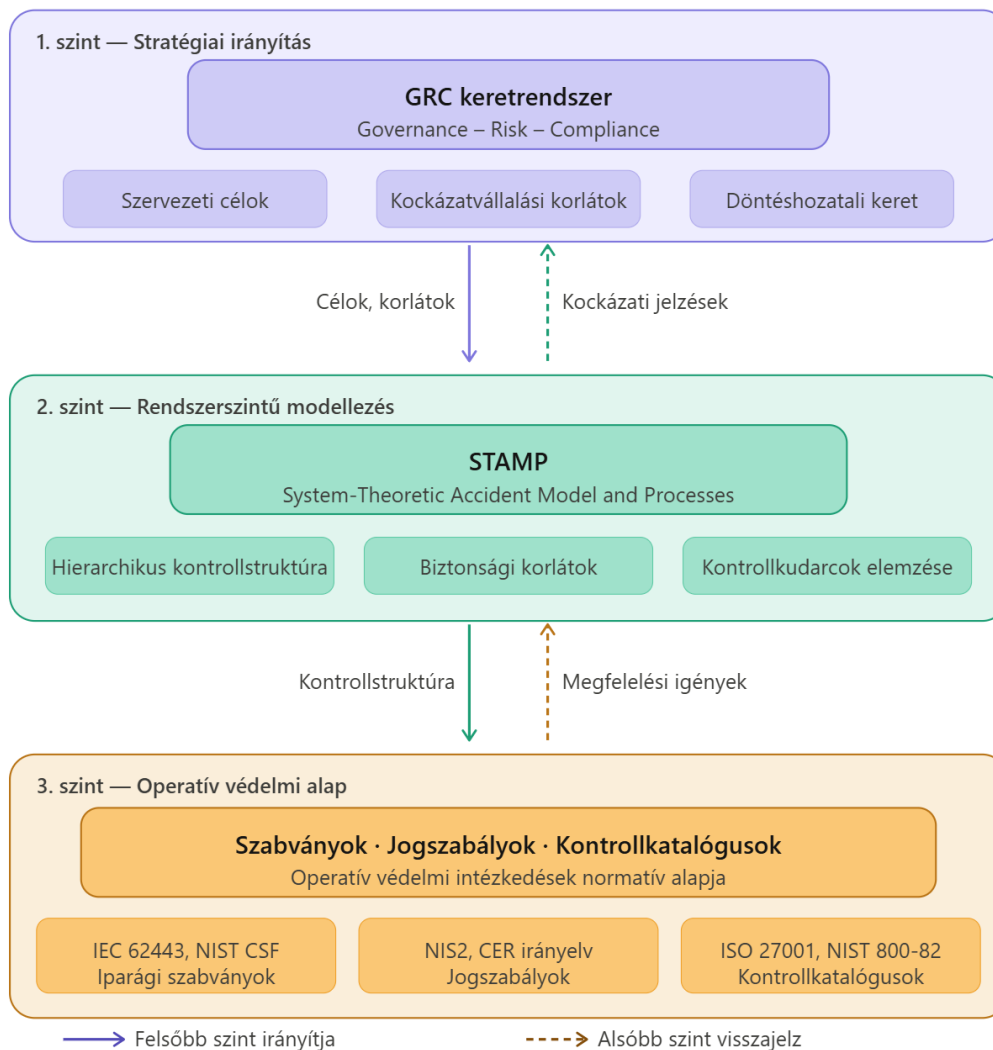 1. szint — Stratégiai irányítás
GRC keretrendszer
Governance – Risk – Compliance
Szervezeti célok
Kockázatvállalási korlátok
Döntéshozatali keret
Célok, korlátok
Kockázati jelzések
2. szint — Rendszerszintű modellezés
STAMP
System-Theoretic Accident Model and Processes
Hierarchikus kontrollstruktúra
Biztonsági korlátok
Kontrollkudarcok elemzése
Kontrollstruktúra
Megfelelési igények
3. szint — Operatív védelmi alap
Szabványok · Jogszabályok · Kontrollkatalógusok
Operatív védelmi intézkedések normatív alapja
IEC 62443, NIST CSF
Iparági szabványok
NIS2, CER irányelv
Jogszabályok
ISO 27001, NIST 800-82
Kontrollkatalógusok
Felsőbb szint irányítja
Alsóbb szint visszajelz